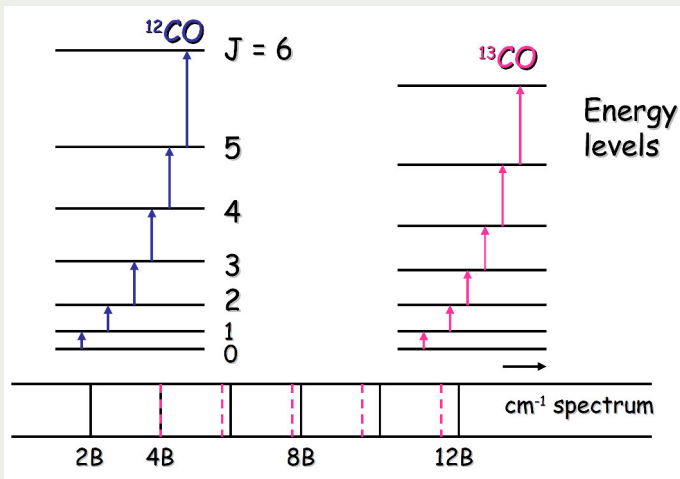 ¹²CO
J = 6
¹³CO
Energy
levels
5
4
3
2
1
0
cm⁻¹ spectrum
2B
4B
8B
12B